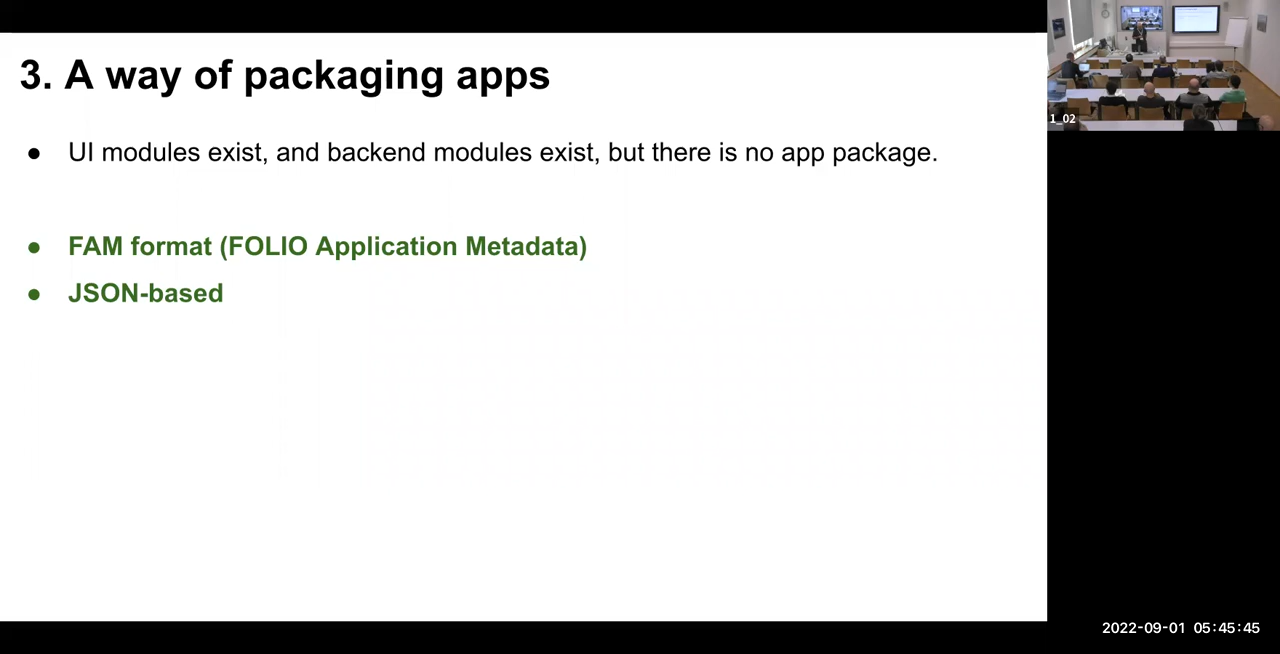 3. A way of packaging apps
● UI modules exist, and backend modules exist, but there is no app package.
● FAM format (FOLIO Application Metadata)
● JSON-based
1_02
2022-09-01 05:45:45